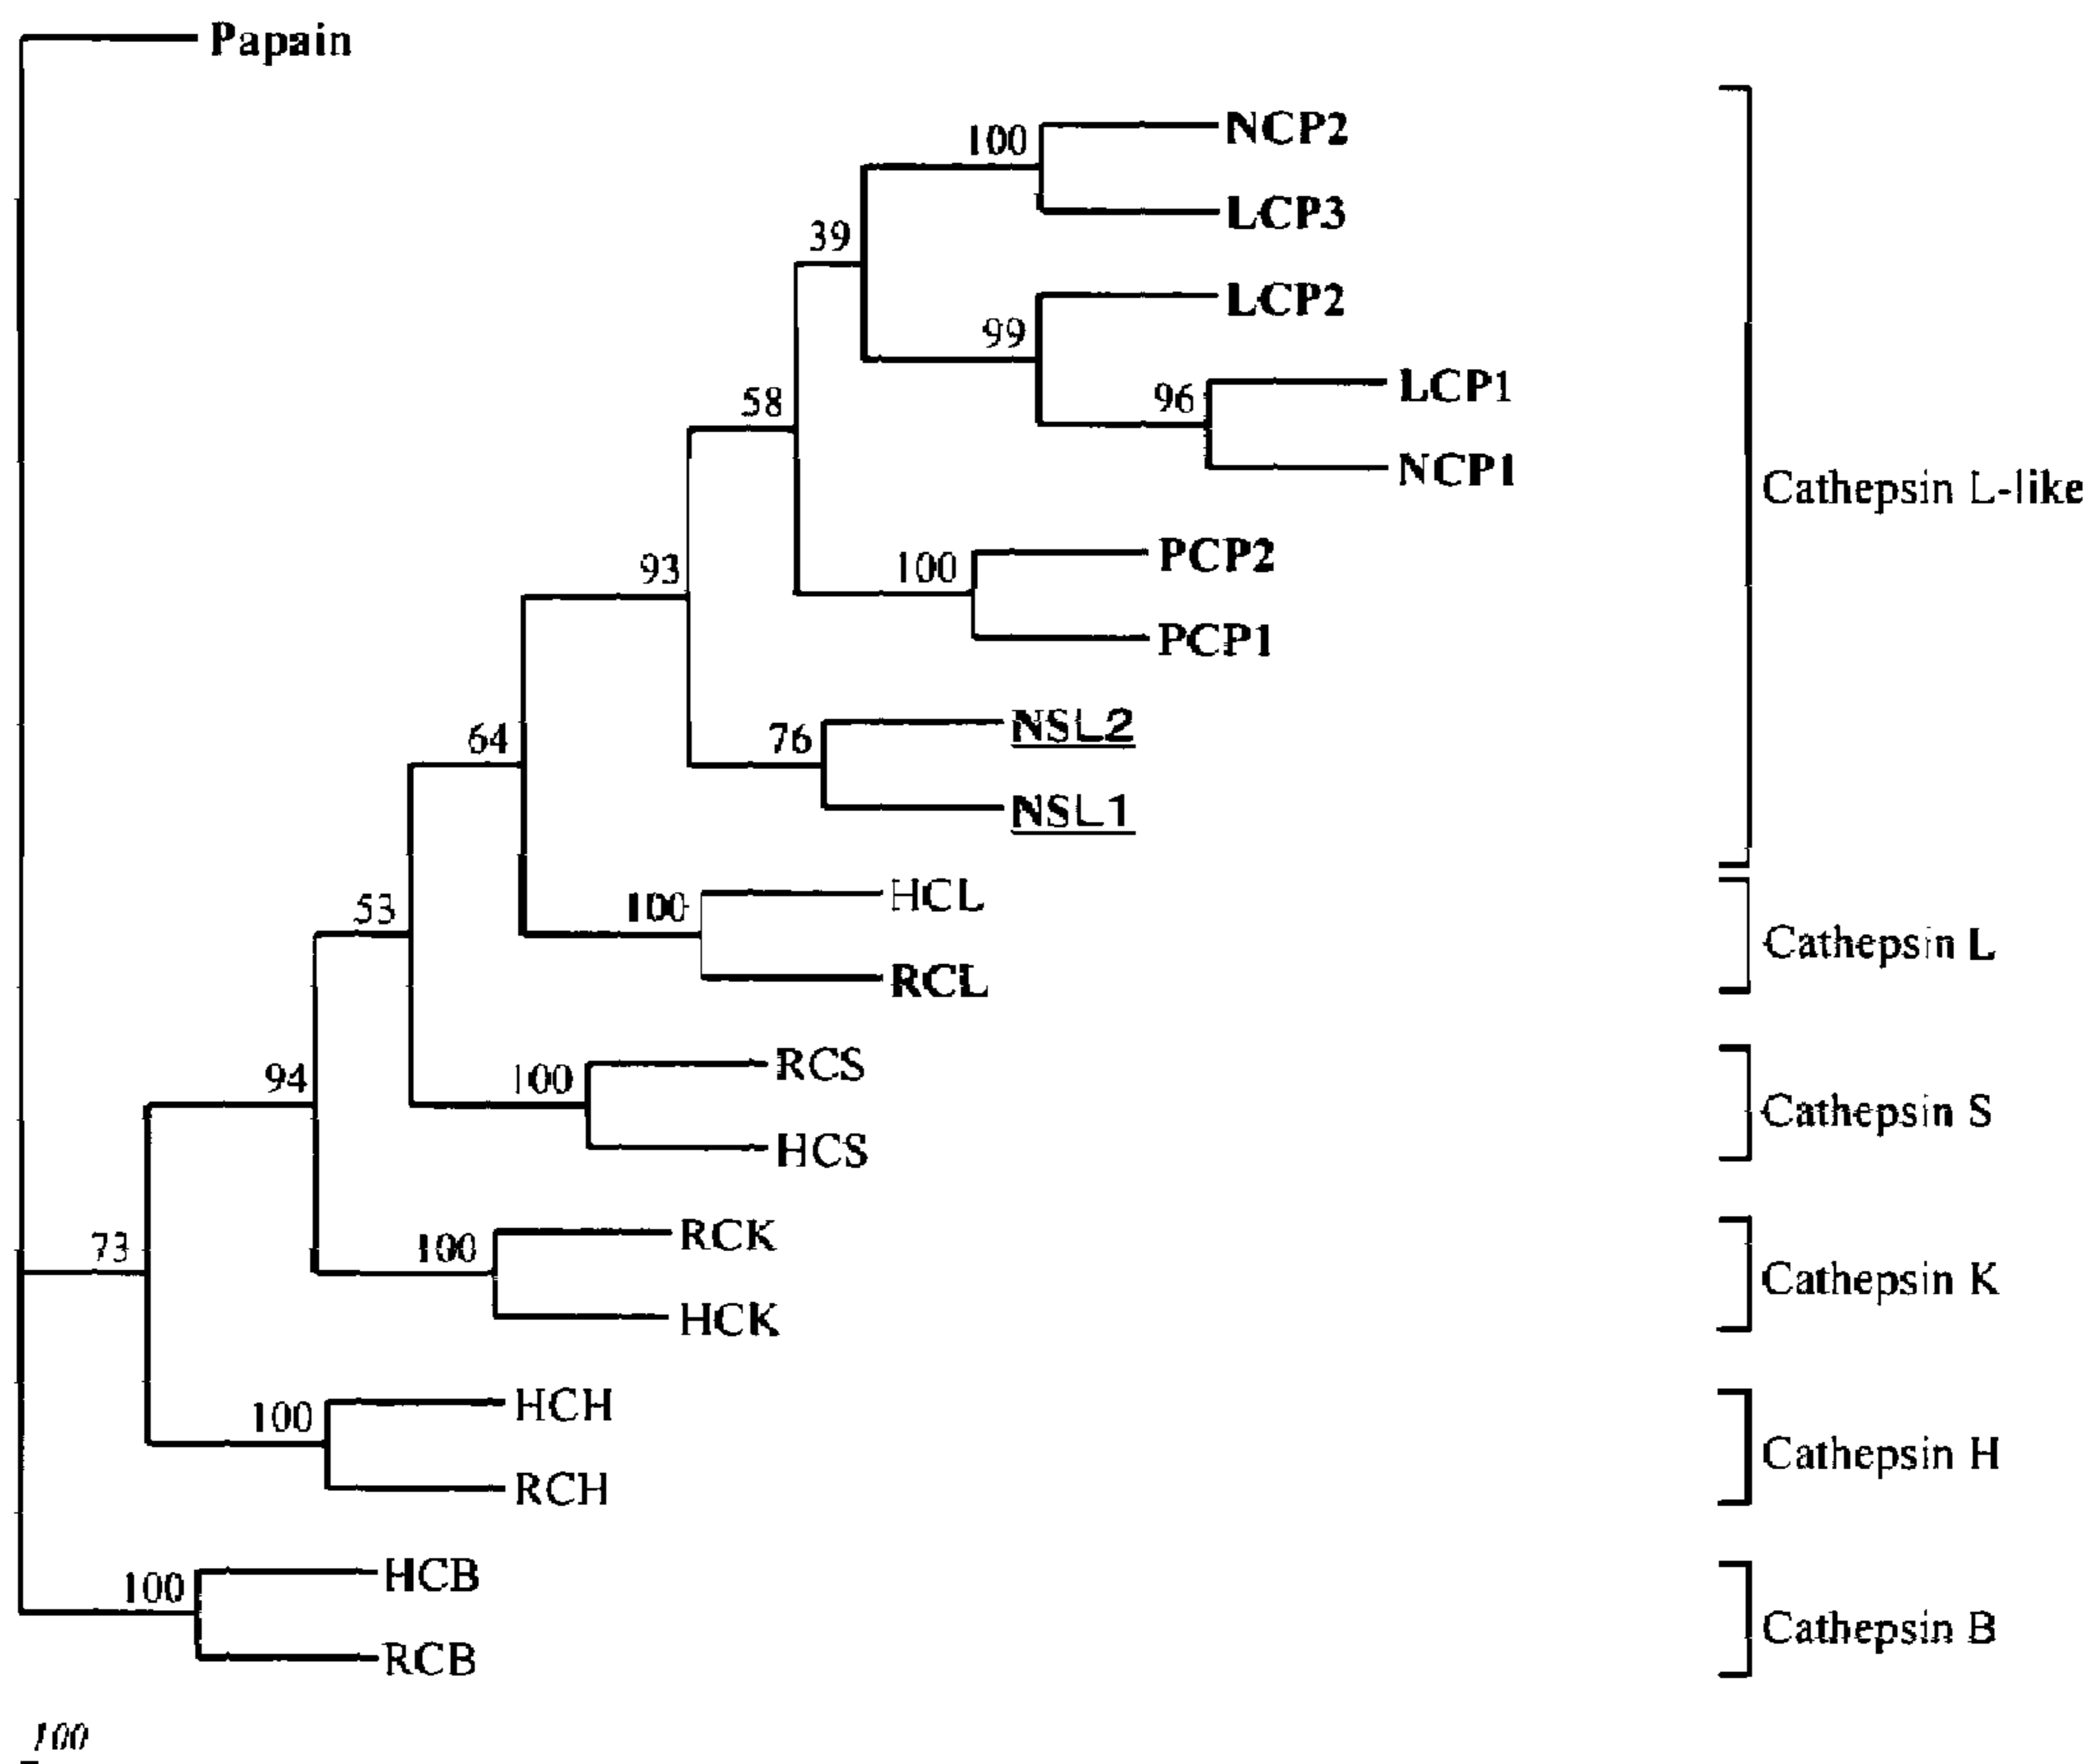 Papain
100 NCP2
LCP3
39
LCP2
99
LCP1
96
58
NCP1
Cathepsin L-like
PCP2
100
93
PCP1
NSL2
76
64
NSL1
HCL
100
53
Cathepsin L
RCL
RCS
100
94
Cathepsin S
HCS
RCK
100
73
Cathepsin K
HCK
HCH
100
Cathepsin H
RCH
HCB
100
Cathepsin B
RCB
100